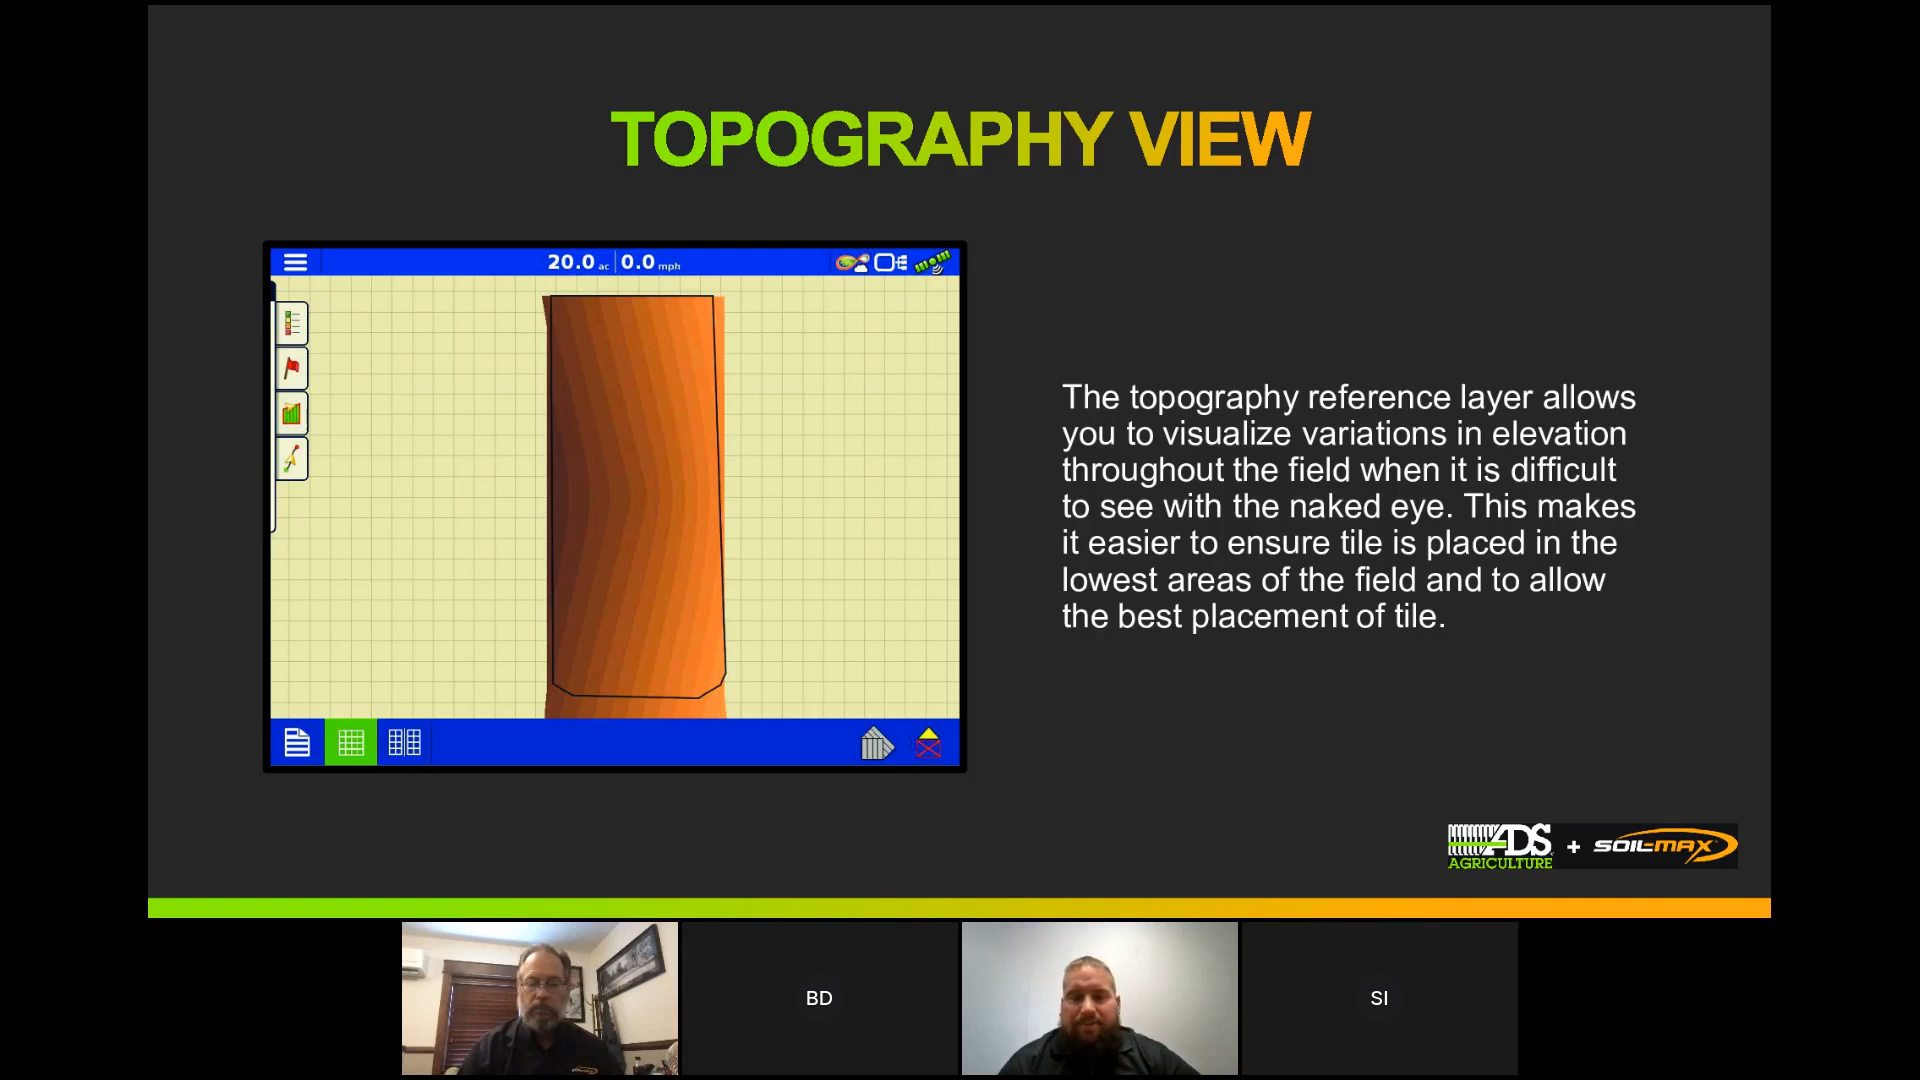 TOPOGRAPHY VIEW
20.0 ac 0.0 mph
The topography reference layer allows
you to visualize variations in elevation
throughout the field when it is difficult
to see with the naked eye. This makes
it easier to ensure tile is placed in the
lowest areas of the field and to allow
the best placement of tile.
ADS
AGRICULTURE
+
SOIL-MAX
BD
SI